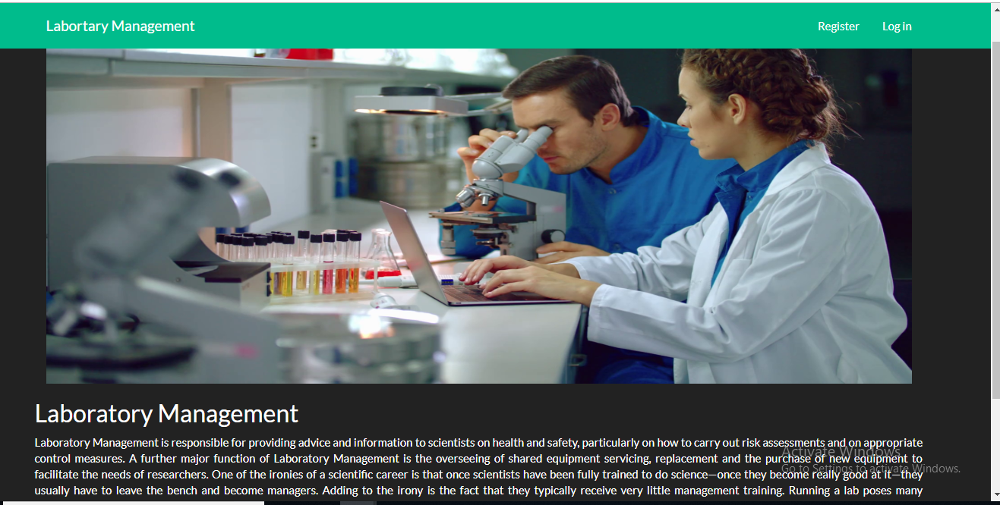 Labortary Management
Register Log in
Laboratory Management
Laboratory Management is responsible for providing advice and information to scientists on health and safety, particularly on how to carry out risk assessments and on appropriate
control measures. A further major function of Laboratory Management is the overseeing of shared equipment servicing, replacement and the purchase of new equipment to
facilitate the needs of researchers. One of the ironies of a scientific career is that once scientists have been fully trained to do science—once they become really good at it—they
usually have to leave the bench and become managers. Adding to the irony is the fact that they typically receive very little management training. Running a lab poses many
Activate Windows
Go to Settings to activate Windows.